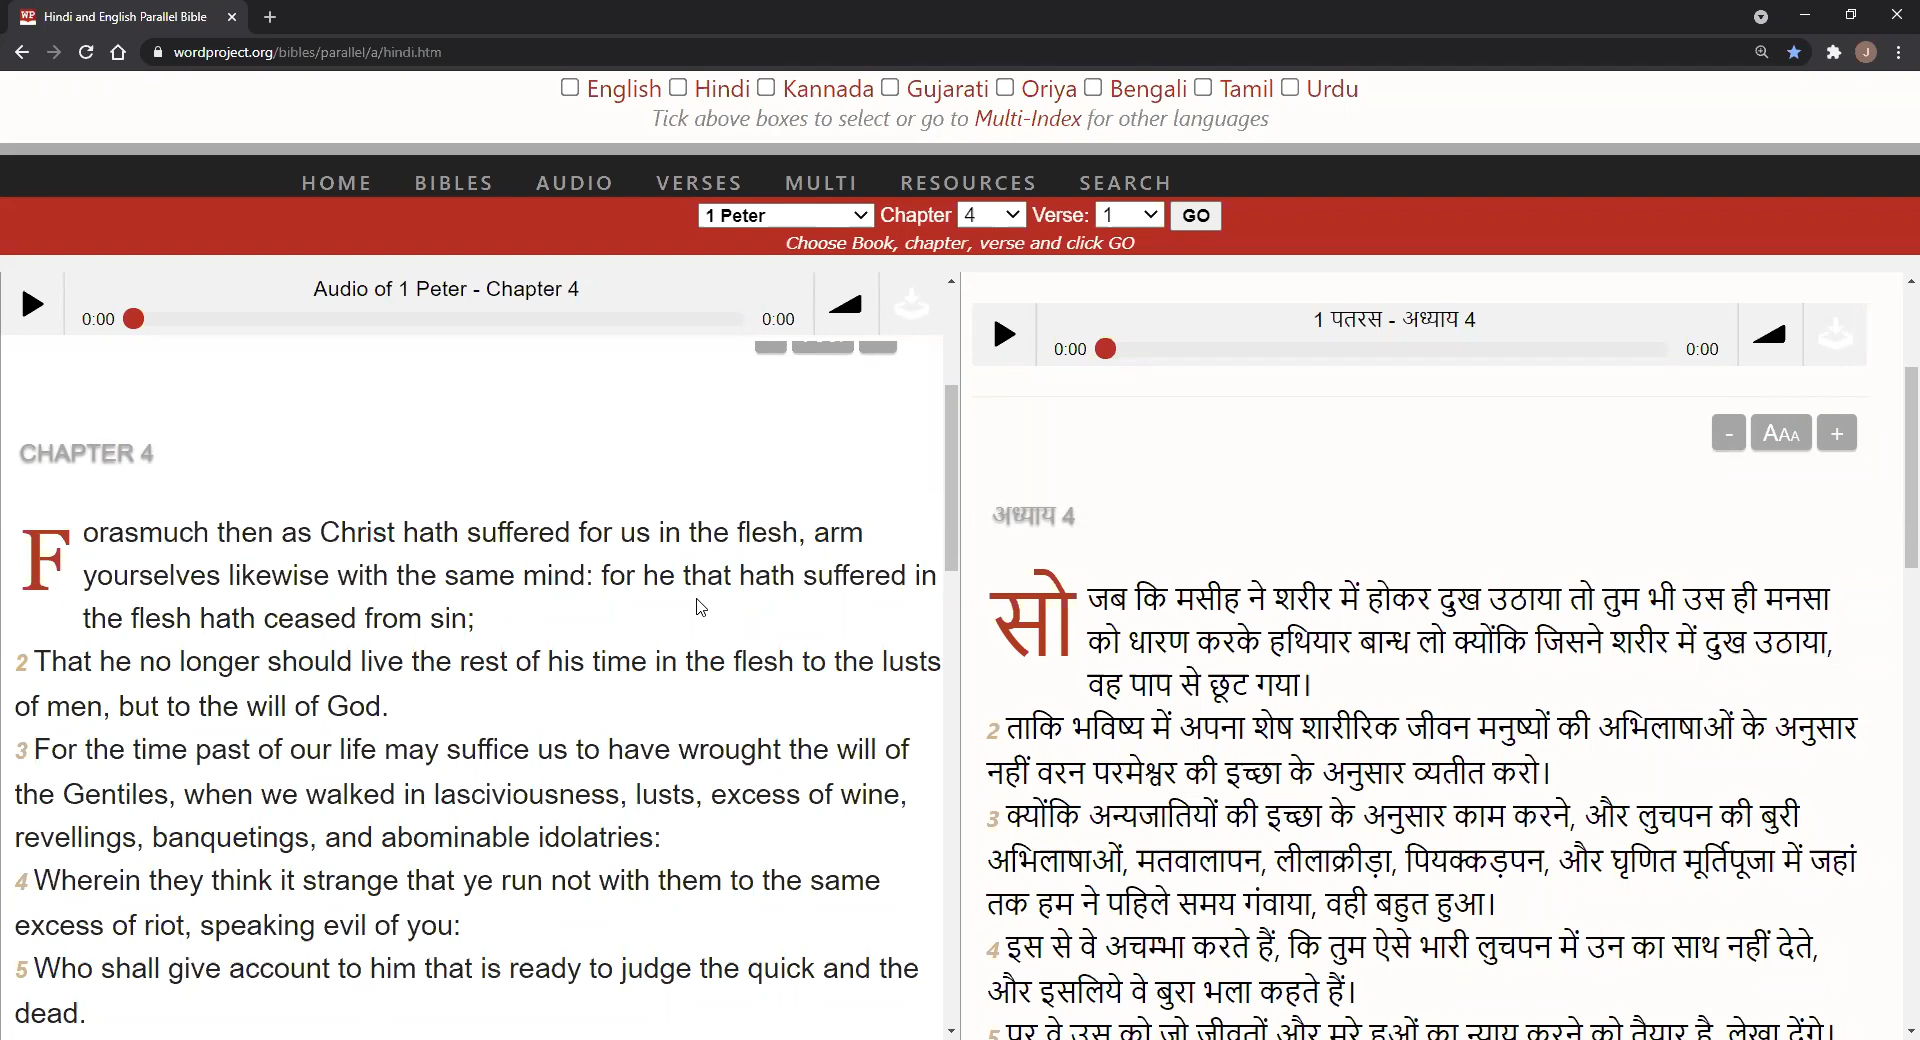 Hindi and English Parallel Bible
wordproject.org/bibles/parallel/a/hindi.htm
J
English Hindi Kannada Gujarati Oriya Bengali Tamil Urdu
Tick above boxes to select or go to Multi-Index for other languages
HOME BIBLES AUDIO VERSES MULTI RESOURCES SEARCH
1 Peter Chapter 4 Verse: 1 GO
Choose Book, chapter, verse and click GO
Audio of 1 Peter - Chapter 4
0:00 0:00
CHAPTER 4
Forasmuch then as Christ hath suffered for us in the flesh, arm
yourselves likewise with the same mind: for he that hath suffered in
the flesh hath ceased from sin;
2 That he no longer should live the rest of his time in the flesh to the lusts
of men, but to the will of God.
3 For the time past of our life may suffice us to have wrought the will of
the Gentiles, when we walked in lasciviousness, lusts, excess of wine,
revellings, banquetings, and abominable idolatries:
4 Wherein they think it strange that ye run not with them to the same
excess of riot, speaking evil of you:
5 Who shall give account to him that is ready to judge the quick and the
dead.
1 पतरस - अध्याय 4
0:00 0:00
- AAA +
अध्याय 4
सो जब कि मसीह ने शरीर में होकर दुख उठाया तो तुम भी उस ही मनसा
को धारण करके हथियार बान्ध लो क्योंकि जिसने शरीर में दुख उठाया,
वह पाप से छूट गया।
2 ताकि भविष्य में अपना शेष शारीरिक जीवन मनुष्यों की अभिलाषाओं के अनुसार
नहीं वरन परमेश्वर की इच्छा के अनुसार व्यतीत करो।
3 क्योंकि अन्यजातियों की इच्छा के अनुसार काम करने, और लुचपन की बुरी
अभिलाषाओं, मतवालापन, लीलाक्रीड़ा, पियक्कड़पन, और घृणित मूर्तिपूजा में जहां
तक हम ने पहिले समय गंवाया, वही बहुत हुआ।
4 इस से वे अचम्भा करते हैं, कि तुम ऐसे भारी लुचपन में उन का साथ नहीं देते,
और इसलिये वे बुरा भला कहते हैं।
5 पर वे उस को जो जीवतों और मरे हुओं का न्याय करने को तैयार है, लेखा देंगे।